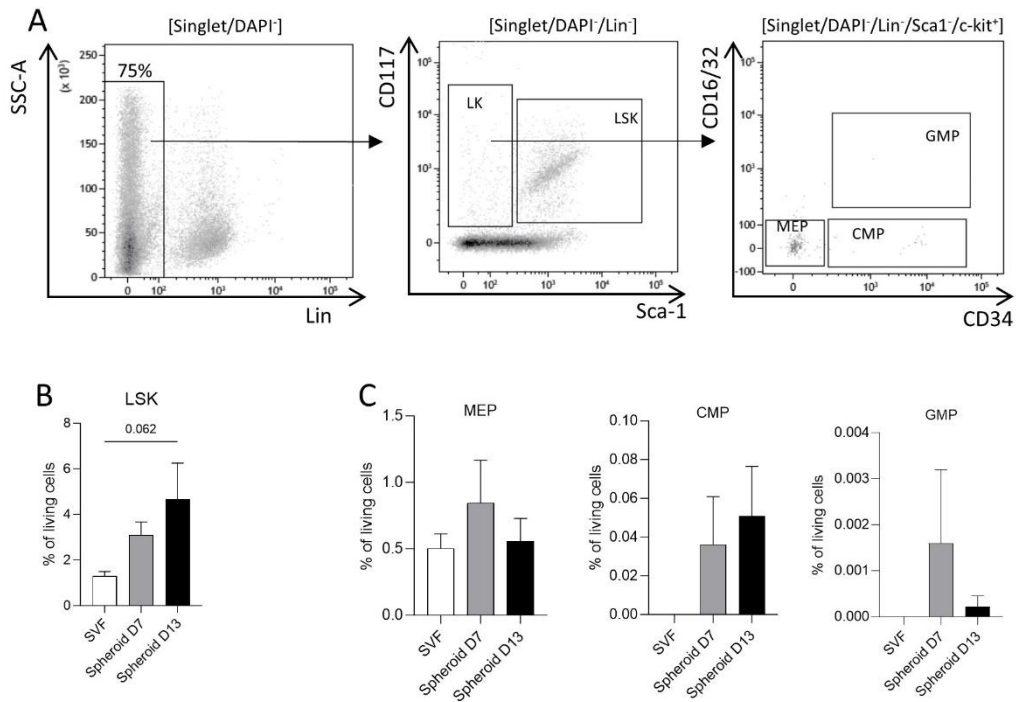 A
[Singlet/DAPI⁻]
[Singlet/DAPI⁻/Lin⁻]
[Singlet/DAPI⁻/Lin⁻/Sca1⁻/c-kit⁺]
SSC-A
(x 10³)
250
200
150
100
50
0
75%
0 10² 10³ 10⁴ 10⁵
Lin
CD117
10⁵
10⁴
10³
0
LK
LSK
0 10² 10³ 10⁴ 10⁵
Sca-1
CD16/32
10⁵
10⁴
10³
100
0
-100
GMP
MEP
CMP
0 10³ 10⁴ 10⁵
CD34
B
LSK
% of living cells
8
6
4
2
0
0.062
SVF
Spheroid D7
Spheroid D13
C
MEP
% of living cells
1.5
1.0
0.5
0.0
SVF
Spheroid D7
Spheroid D13
CMP
% of living cells
0.10
0.08
0.06
0.04
0.02
0.00
SVF
Spheroid D7
Spheroid D13
GMP
% of living cells
0.004
0.003
0.002
0.001
0.000
SVF
Spheroid D7
Spheroid D13